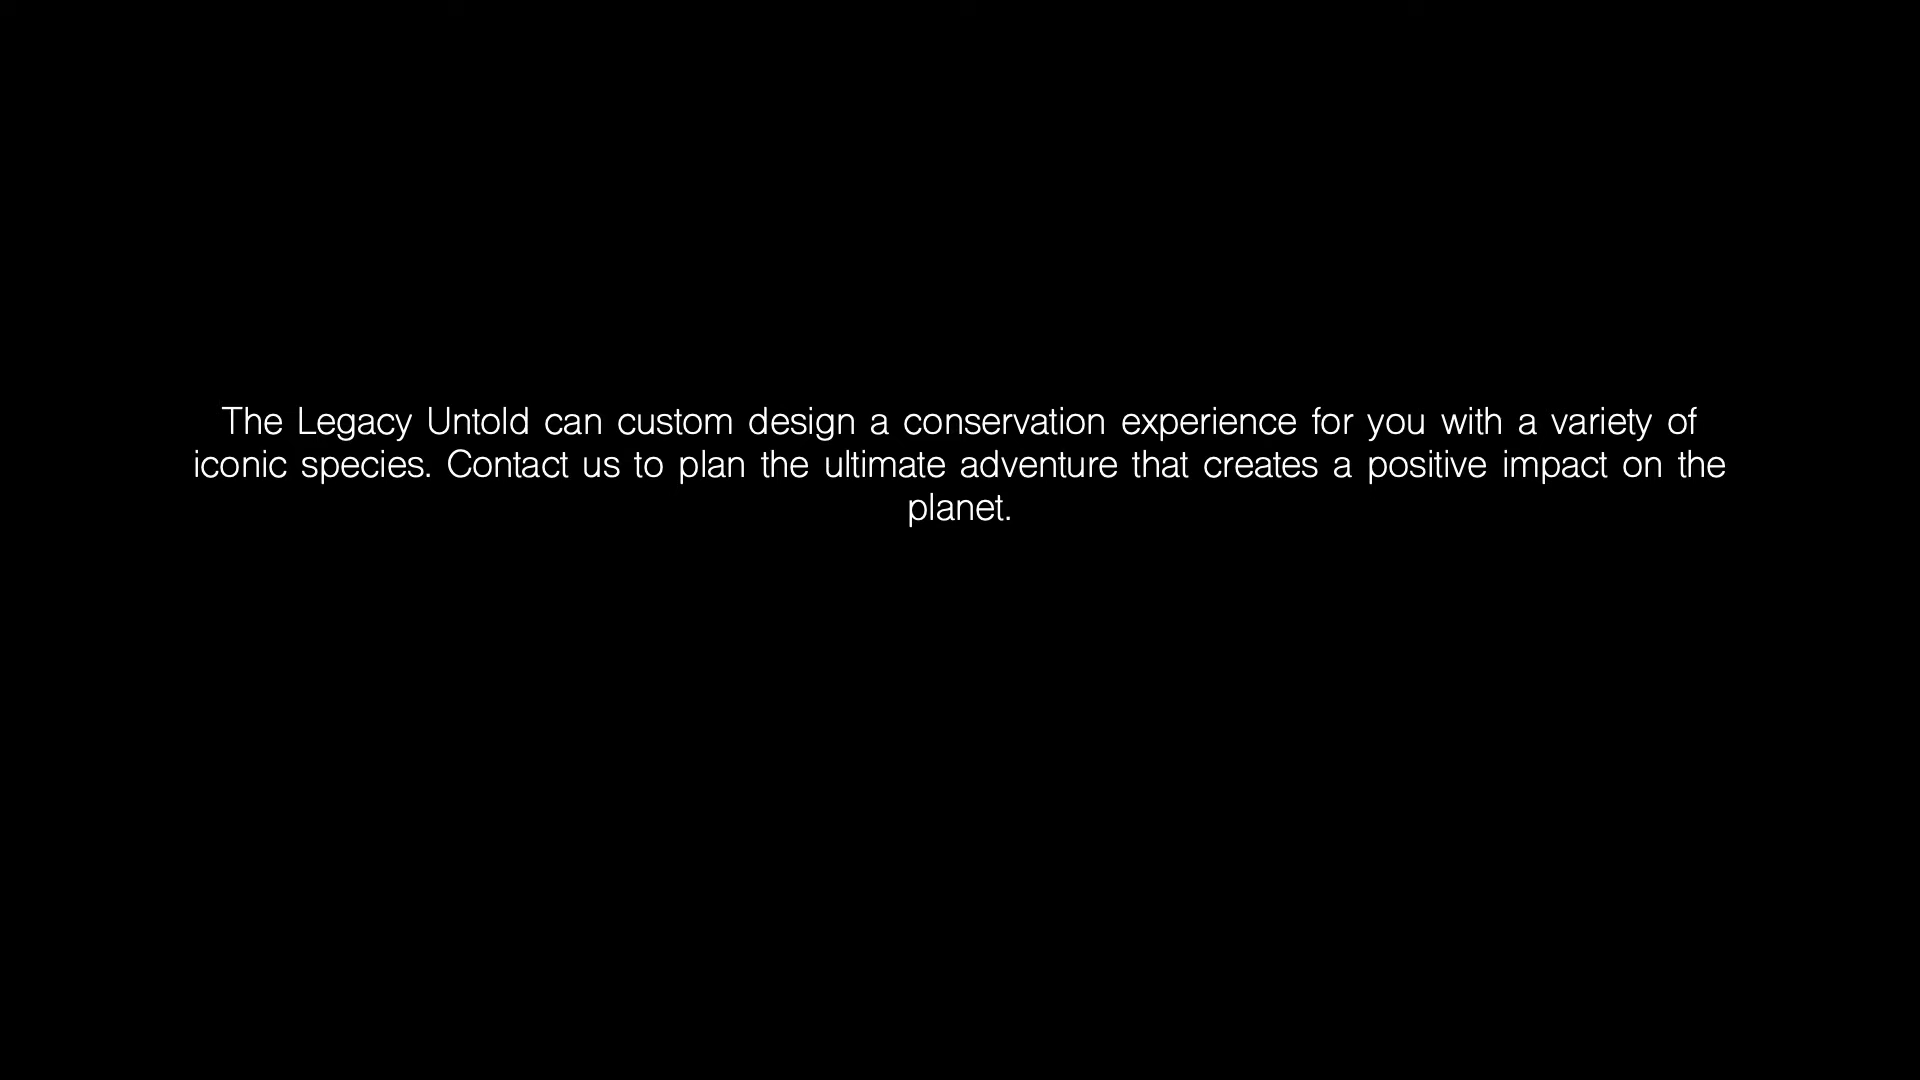 The Legacy Untold can custom design a conservation experience for you with a variety of
iconic species. Contact us to plan the ultimate adventure that creates a positive impact on the
planet.